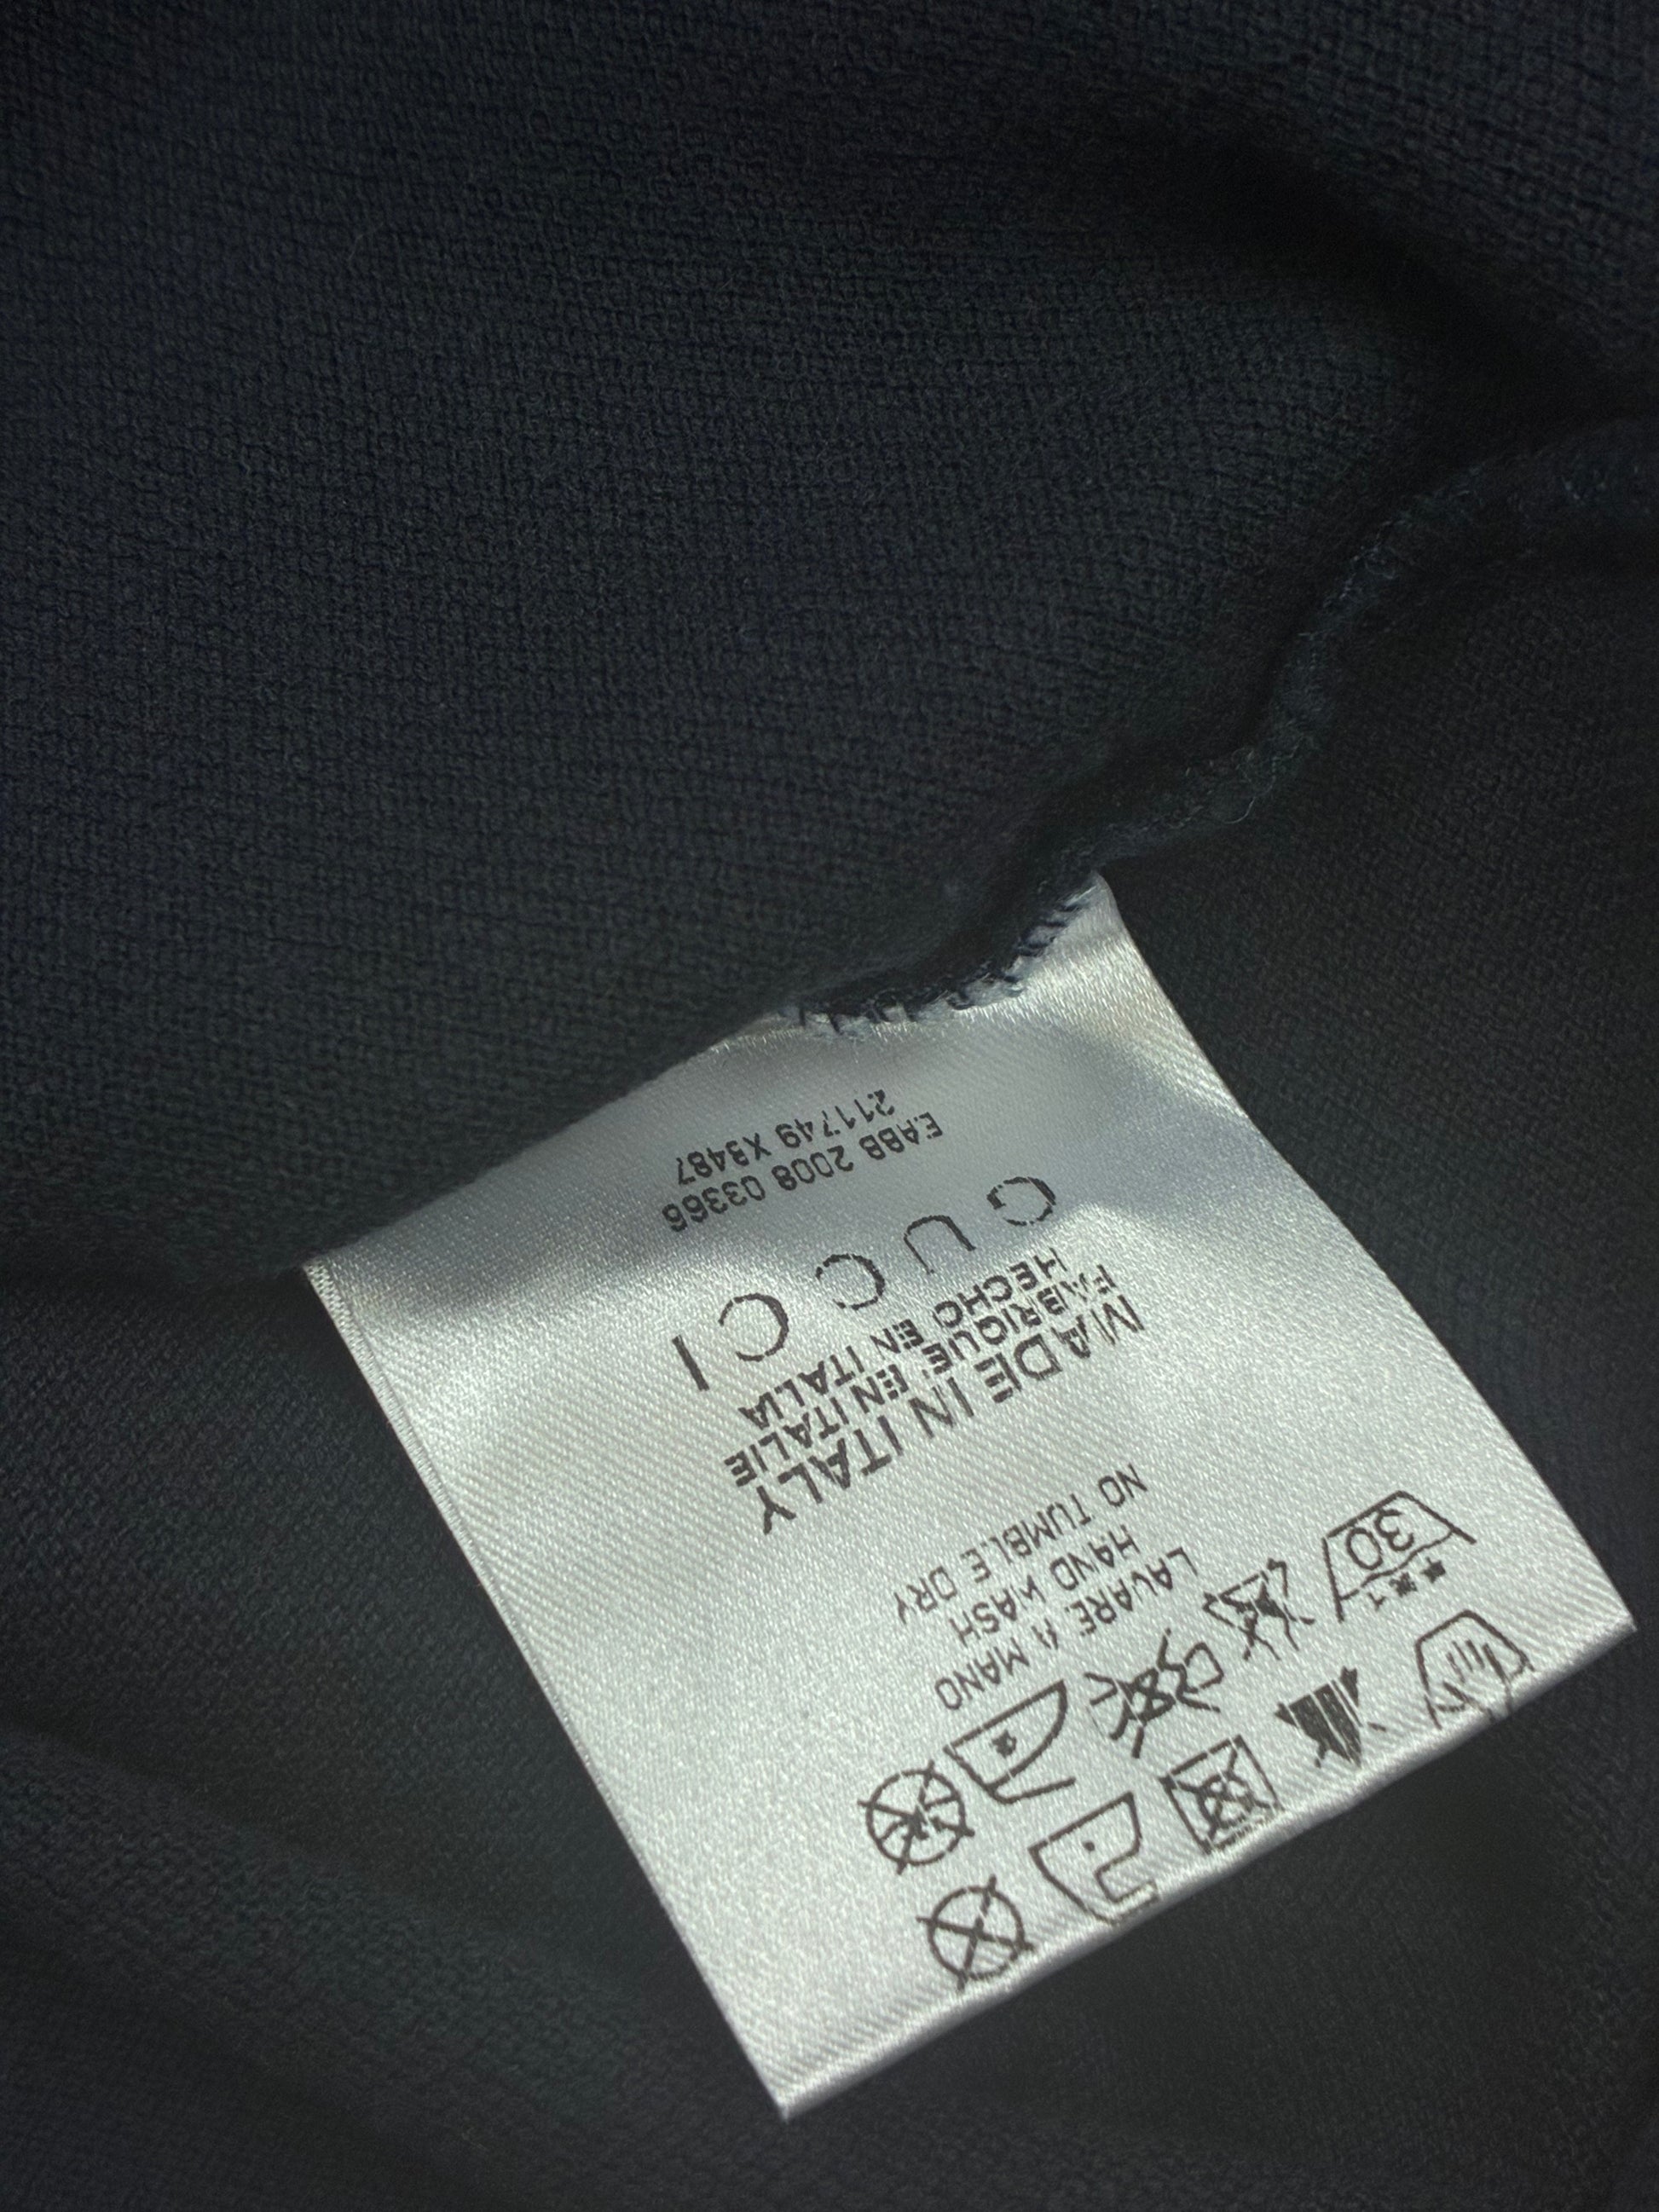 211749 X3487
EABB 2008 03366
GUCCI
HECHO EN ITALIA
FABRIQUE EN ITALIE
MADE IN ITALY
NO TUMBLE DRY
HAND WASH
LAVARE A MANO
30